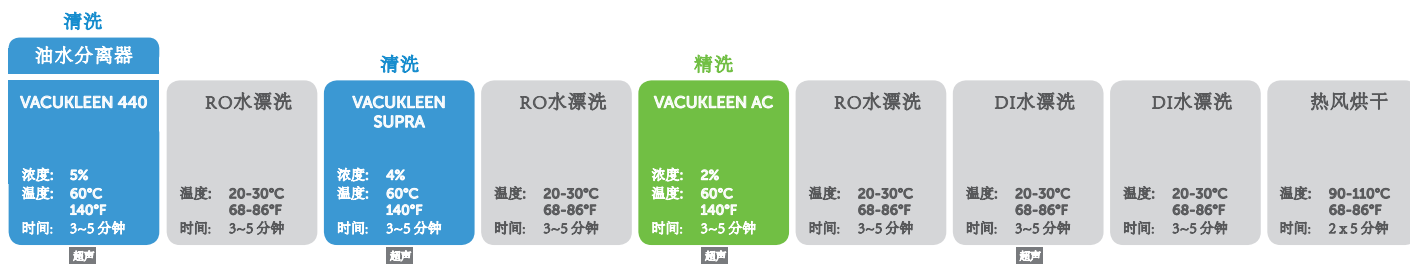 清洗
油水分离器
VACUKLEEN 440
浓度: 5%
温度: 60°C
140°F
时间: 3~5 分钟
超声
RO水漂洗
温度: 20-30°C
68-86°F
时间: 3~5 分钟
清洗
VACUKLEEN
SUPRA
浓度: 4%
温度: 60°C
140°F
时间: 3~5 分钟
超声
RO水漂洗
温度: 20-30°C
68-86°F
时间: 3~5 分钟
精洗
VACUKLEEN AC
浓度: 2%
温度: 60°C
140°F
时间: 3~5 分钟
超声
RO水漂洗
温度: 20-30°C
68-86°F
时间: 3~5 分钟
DI水漂洗
温度: 20-30°C
68-86°F
时间: 3~5 分钟
超声
DI水漂洗
温度: 20-30°C
68-86°F
时间: 3~5 分钟
热风烘干
温度: 90-110°C
68-86°F
时间: 2 x 5 分钟